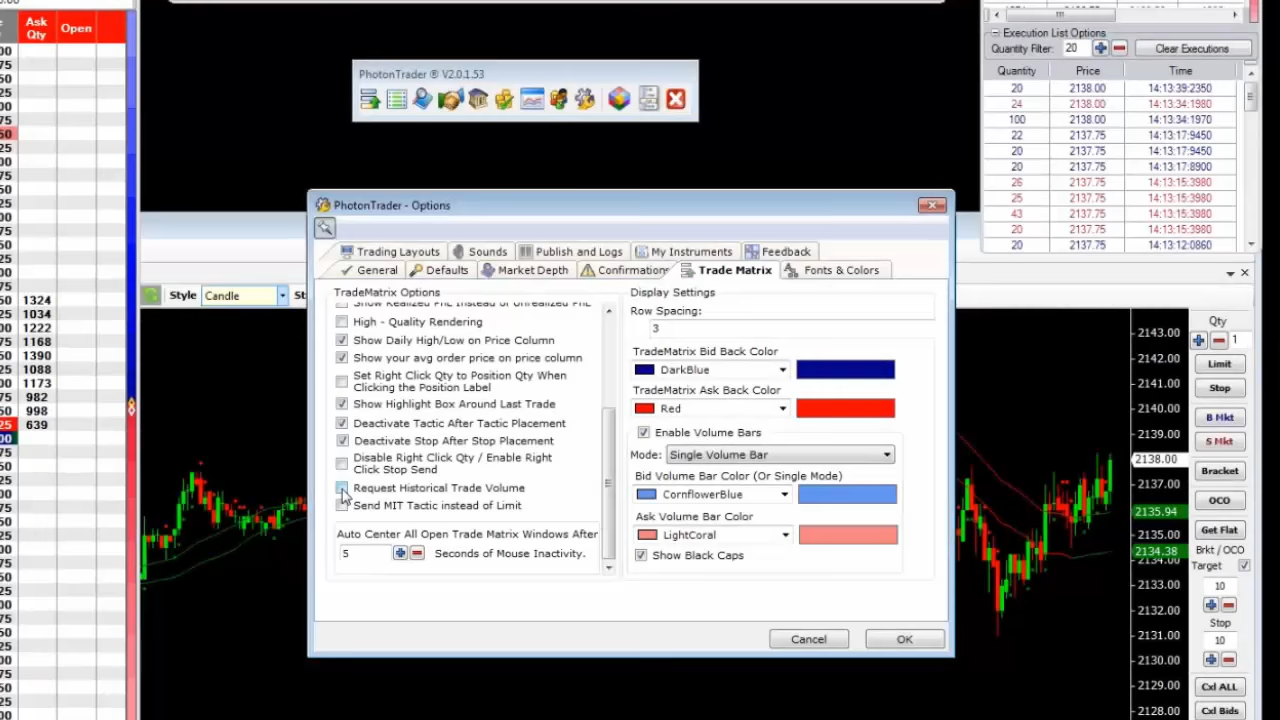 Ask
Qty
Open
1324
1034
1222
1168
1390
1088
1173
982
998
639
PhotonTrader ® V2.0.1.53
Execution List Options
Quantity Filter: 20 Clear Executions
Quantity Price Time
20 2138.00 14:13:39:2350
24 2138.00 14:13:34:1980
100 2138.00 14:13:34:1970
22 2137.75 14:13:17:9450
20 2137.75 14:13:17:9450
20 2137.75 14:13:17:8900
26 2137.75 14:13:15:3980
25 2137.75 14:13:15:3980
43 2137.75 14:13:15:3980
20 2137.75 14:13:12:0860
Style Candle
PhotonTrader - Options
Trading Layouts Sounds Publish and Logs My Instruments Feedback
General Defaults Market Depth Confirmation Trade Matrix Fonts & Colors
TradeMatrix Options
Show Realized PnL Instead of Unrealized PnL
High - Quality Rendering
Show Daily High/Low on Price Column
Show your avg order price on price column
Set Right Click Qty to Position Qty When
Clicking the Position Label
Show Highlight Box Around Last Trade
Deactivate Tactic After Tactic Placement
Deactivate Stop After Stop Placement
Disable Right Click Qty / Enable Right
Click Stop Send
Request Historical Trade Volume
Send MIT Tactic instead of Limit
Auto Center All Open Trade Matrix Windows After
5 Seconds of Mouse Inactivity.
Display Settings
Row Spacing:
3
TradeMatrix Bid Back Color
DarkBlue
TradeMatrix Ask Back Color
Red
Enable Volume Bars
Mode: Single Volume Bar
Bid Volume Bar Color (Or Single Mode)
CornflowerBlue
Ask Volume Bar Color
LightCoral
Show Black Caps
Cancel OK
2143.00
2142.00
2141.00
2140.00
2139.00
2138.00
2137.00
2135.94
2134.38
2133.00
2132.00
2131.00
2130.00
2129.00
2128.00
Qty
1
Limit
Stop
B Mkt
S Mkt
Bracket
OCO
Get Flat
Brkt / OCO
Target
10
Stop
10
Cxl ALL
Cxl Bids